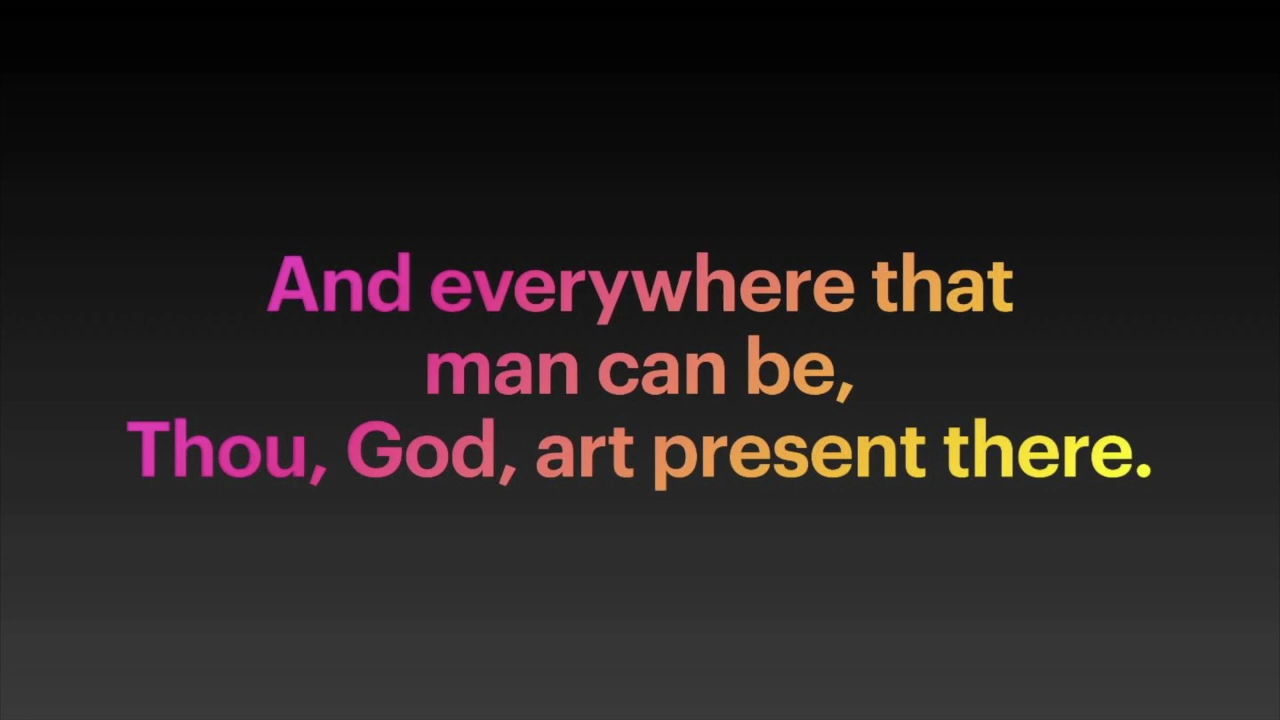 And everywhere that
man can be,
Thou, God, art present there.